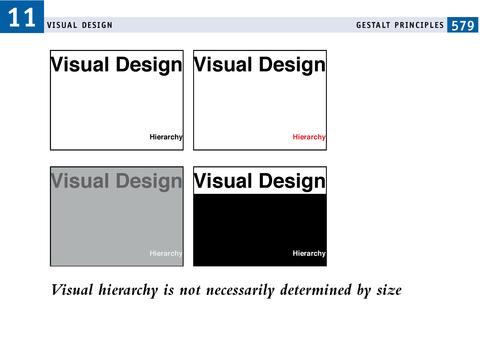 11 VISUAL DESIGN GESTALT PRINCIPLES 579
Visual Design Visual Design
Hierarchy Hierarchy
Visual Design Visual Design
Hierarchy Hierarchy
Visual hierarchy is not necessarily determined by size